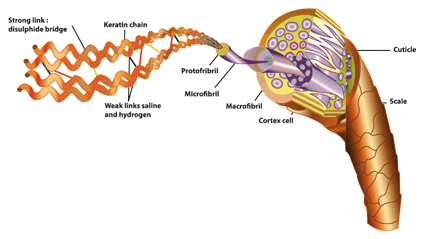 Strong link :
disulphide bridge
Keratin chain
Weak links saline
and hydrogen
Protofibril
Microfibril
Macrofibril
Cortex cell
Cuticle
Scale